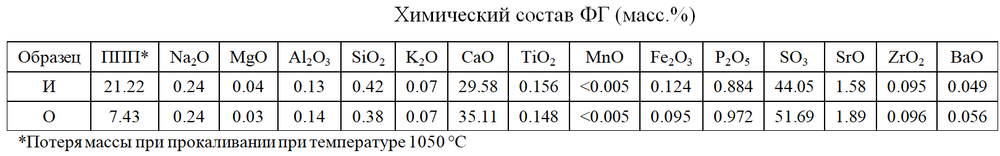 Химический состав ФГ (масс.%)
Образец ППП* Na₂O MgO Al₂O₃ SiO₂ K₂O CaO TiO₂ MnO Fe₂O₃ P₂O₅ SO₃ SrO ZrO₂ BaO
И 21.22 0.24 0.04 0.13 0.42 0.07 29.58 0.156 <0.005 0.124 0.884 44.05 1.58 0.095 0.049
О 7.43 0.24 0.03 0.14 0.38 0.07 35.11 0.148 <0.005 0.095 0.972 51.69 1.89 0.096 0.056
*Потеря массы при прокаливании при температуре 1050 °С